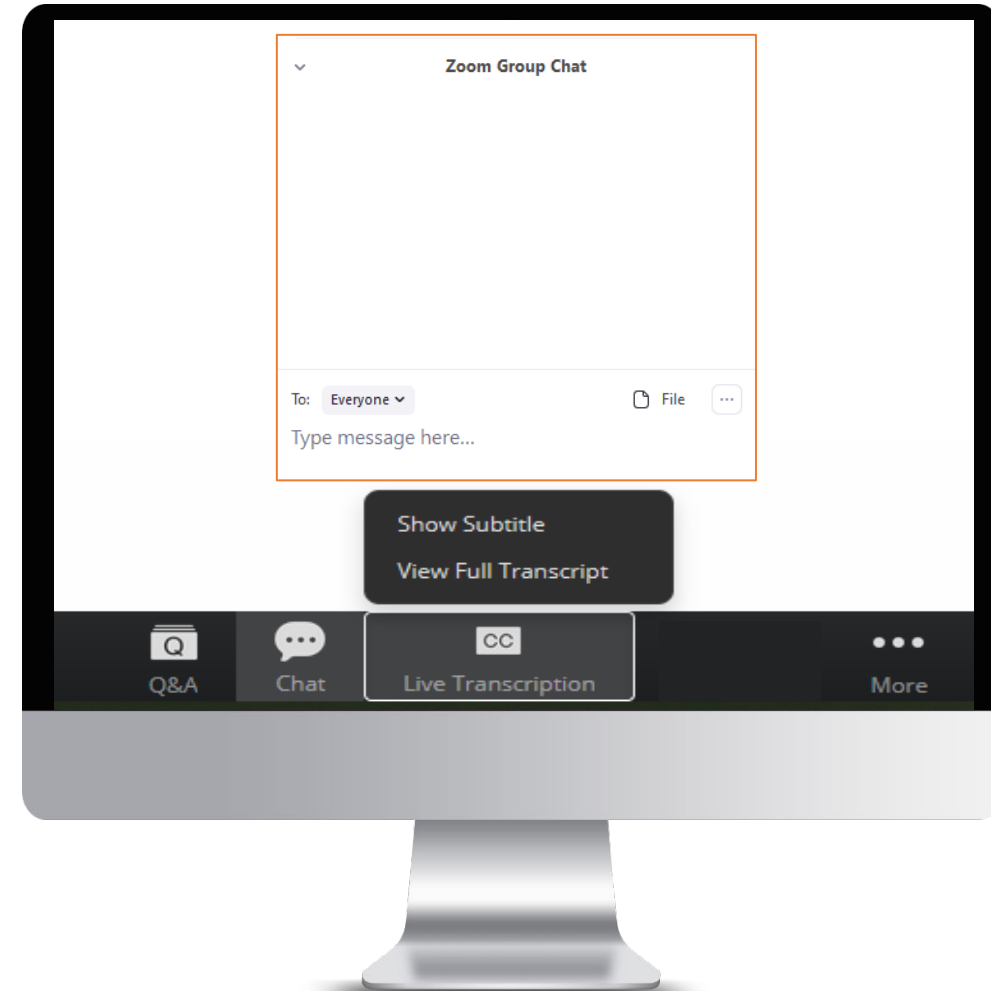 Zoom Group Chat
To: Everyone File
Type message here...
Show Subtitle
View Full Transcript
Q
CC
Q&A Chat Live Transcription More